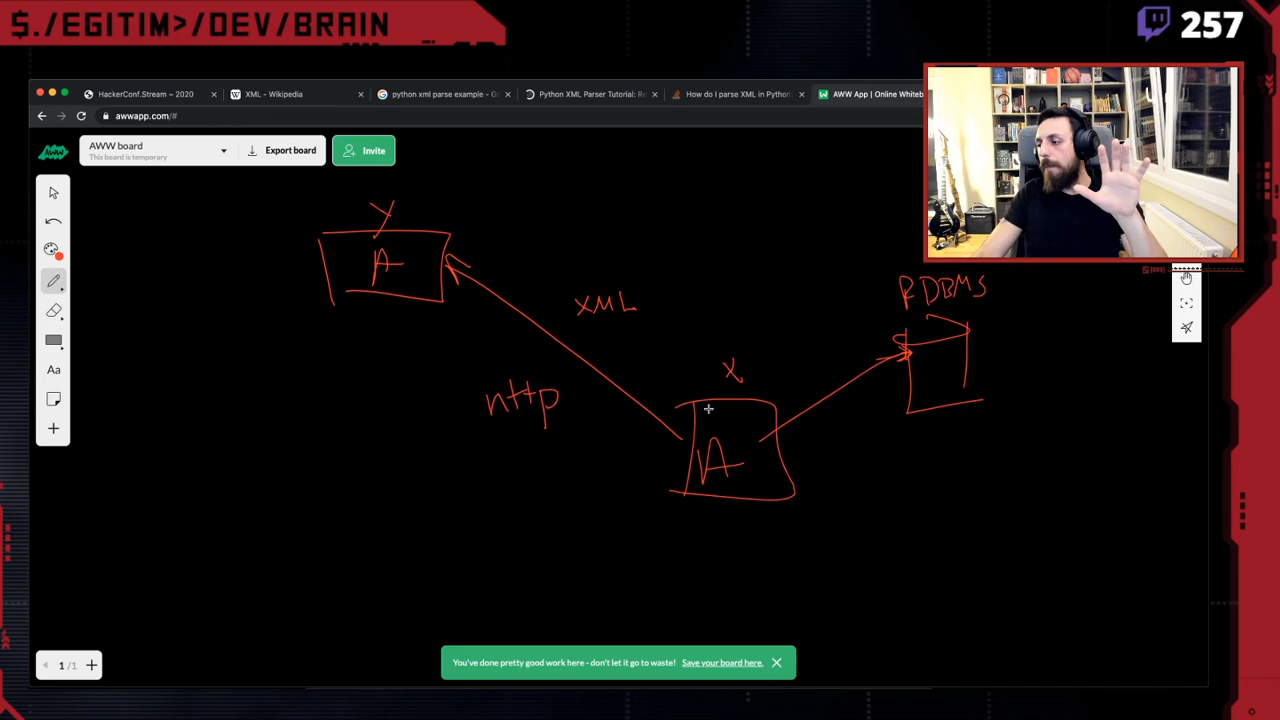 $./EGITIM>/DEV/BRAIN
257
HackerConf.Stream – 2020
XML - Wikipedia
python xml parse example - Go
Python XML Parser Tutorial: Re
How do I parse XML in Python
AWW App | Online Whiteb
awwapp.com/#
AWW board
This board is temporary
Export board
Invite
Y
A
XML
RDBMS
X
http
A
Aa
1/1
You've done pretty good work here - don't let it go to waste! Save your board here.